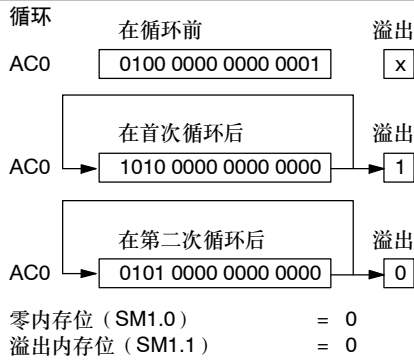 循环
在循环前 溢出
AC0 0100 0000 0000 0001 x
在首次循环后 溢出
AC0 1010 0000 0000 0000 1
在第二次循环后 溢出
AC0 0101 0000 0000 0000 0
零内存位（SM1.0） = 0
溢出内存位（SM1.1） = 0